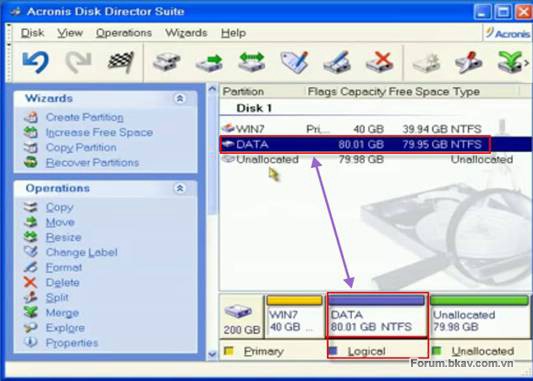 Acronis Disk Director Suite
Disk View Operations Wizards Help
Acronis
Wizards
Create Partition
Increase Free Space
Copy Partition
Recover Partitions
Operations
Copy
Move
Resize
Change Label
Format
Delete
Split
Merge
Explore
Properties
Partition Flags Capacity Free Space Type
Disk 1
WIN7 Pri... 40 GB 39.94 GB NTFS
DATA 80.01 GB 79.95 GB NTFS
Unallocated 79.98 GB Unallocated
200 GB
WIN7
40 GB ...
DATA
80.01 GB NTFS
Unallocated
79.98 GB
Primary Logical Unallocated
Forum.bkav.com.vn